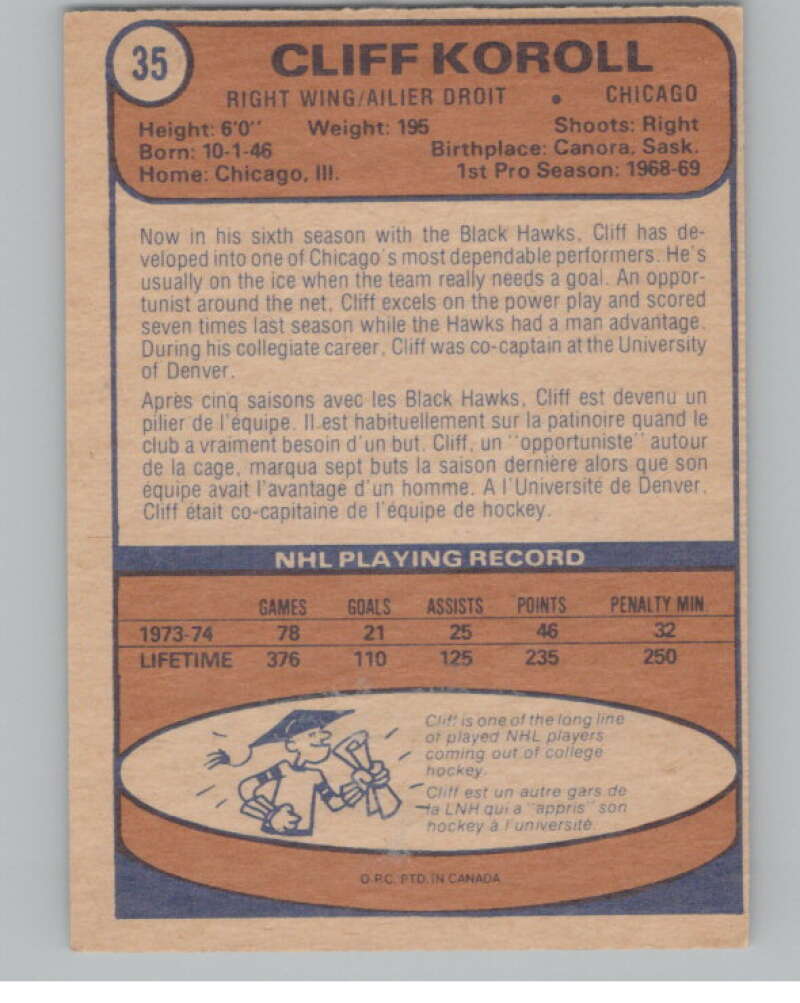 35
CLIFF KOROLL
RIGHT WING/AILIER DROIT • CHICAGO
Height: 6'0'' Weight: 195 Shoots: Right
Born: 10-1-46 Birthplace: Canora, Sask.
Home: Chicago, Ill. 1st Pro Season: 1968-69
Now in his sixth season with the Black Hawks, Cliff has de-
veloped into one of Chicago's most dependable performers. He's
usually on the ice when the team really needs a goal. An oppor-
tunist around the net, Cliff excels on the power play and scored
seven times last season while the Hawks had a man advantage.
During his collegiate career, Cliff was co-captain at the University
of Denver.
Après cinq saisons avec les Black Hawks, Cliff est devenu un
pilier de l'équipe. Il est habituellement sur la patinoire quand le
club a vraiment besoin d'un but. Cliff, un ''opportuniste'' autour
de la cage, marqua sept buts la saison dernière alors que son
équipe avait l'avantage d'un homme. A l'Université de Denver,
Cliff était co-capitaine de l'équipe de hockey.
NHL PLAYING RECORD
GAMES GOALS ASSISTS POINTS PENALTY MIN
1973-74 78 21 25 46 32
LIFETIME 376 110 125 235 250
Cliff is one of the long line
of played NHL players
coming out of college
hockey.
Cliff est un autre gars de
la LNH qui a ''appris'' son
hockey à l'université.
O.P.C. PTD. IN CANADA